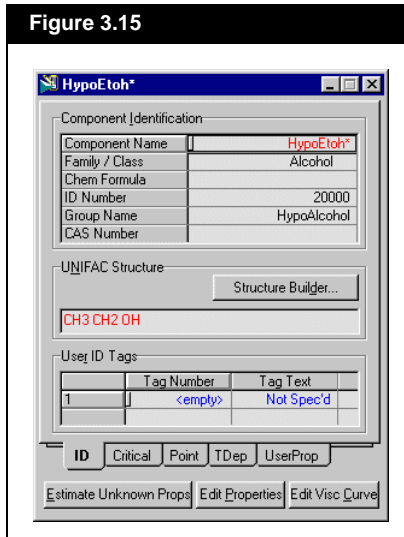 Figure 3.15
HypoEtoh*
Component Identification
Component Name HypoEtoh*
Family / Class Alcohol
Chem Formula
ID Number 20000
Group Name HypoAlcohol
CAS Number
UNIFAC Structure
Structure Builder...
CH3 CH2 OH
User ID Tags
Tag Number Tag Text
1 <empty> Not Spec'd
ID Critical Point TDep UserProp
Estimate Unknown Props Edit Properties Edit Visc Curve